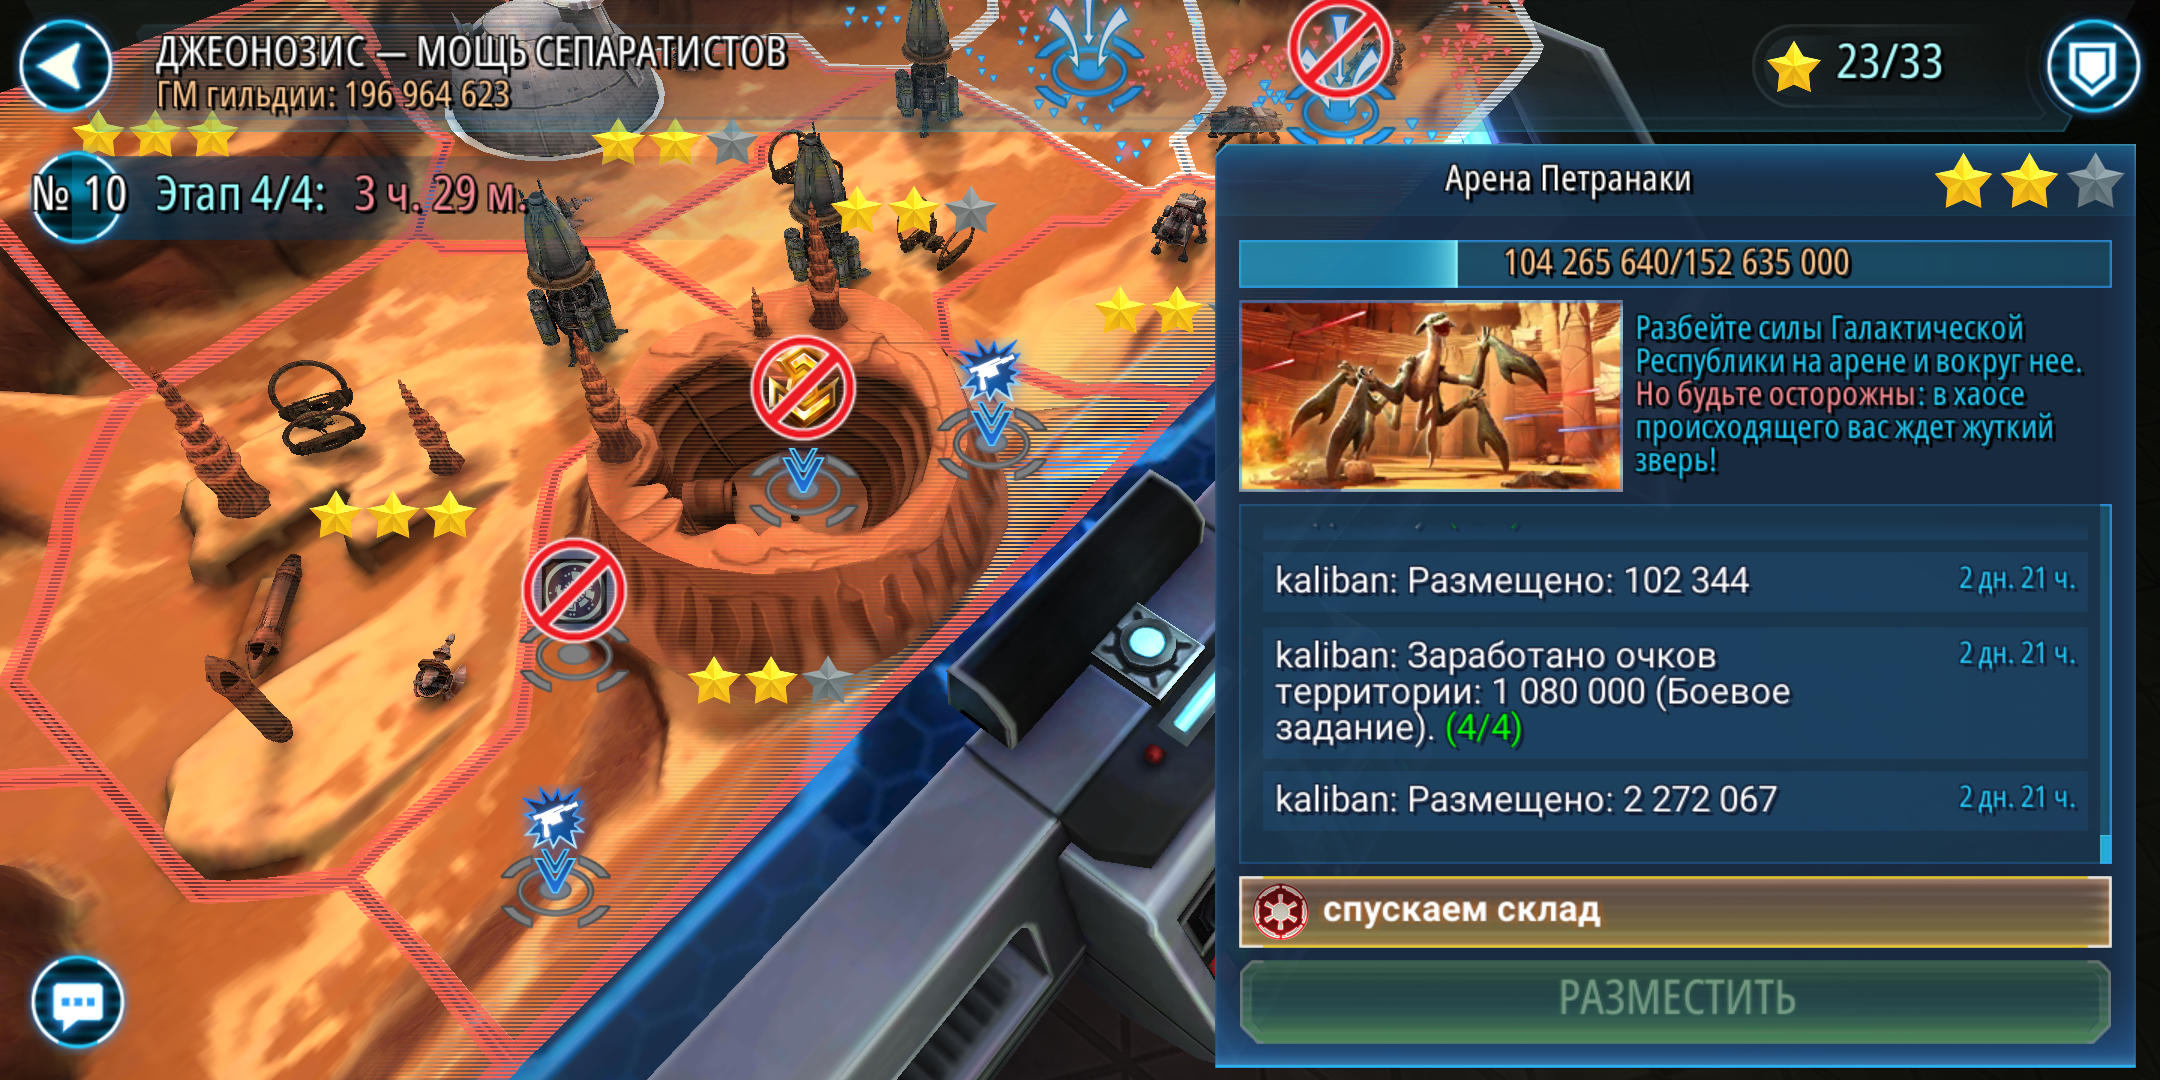 ДЖЕОНОЗИС — МОЩЬ СЕПАРАТИСТОВ
ГМ гильдии: 196 964 623
23/33
№ 10 Этап 4/4: 3 ч. 29 м.
Арена Петранаки
104 265 640/152 635 000
Разбейте силы Галактической
Республики на арене и вокруг нее.
Но будьте осторожны: в хаосе
происходящего вас ждет жуткий
зверь!
kaliban: Размещено: 102 344 2 дн. 21 ч.
kaliban: Заработано очков 2 дн. 21 ч.
территории: 1 080 000 (Боевое
задание). (4/4)
kaliban: Размещено: 2 272 067 2 дн. 21 ч.
спускаем склад
РАЗМЕСТИТЬ